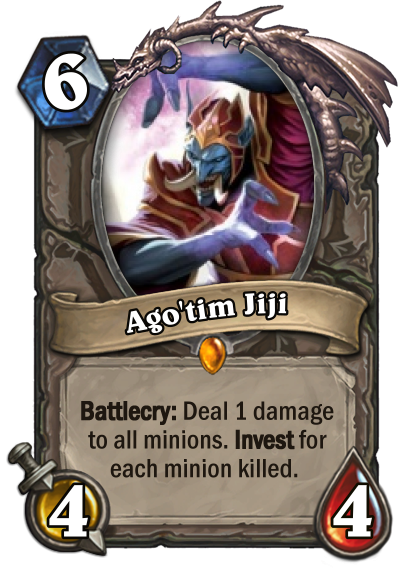 6
Ago'tim Jiji
Battlecry: Deal 1 damage
to all minions. Invest for
each minion killed.
4
4